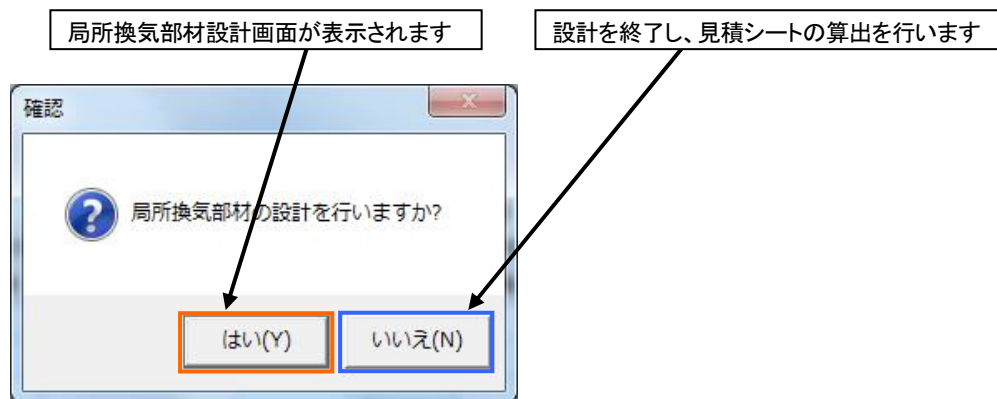 局所換気部材設計画面が表示されます
設計を終了し、見積シートの算出を行います
確認
局所換気部材の設計を行いますか?
はい(Y)
いいえ(N)